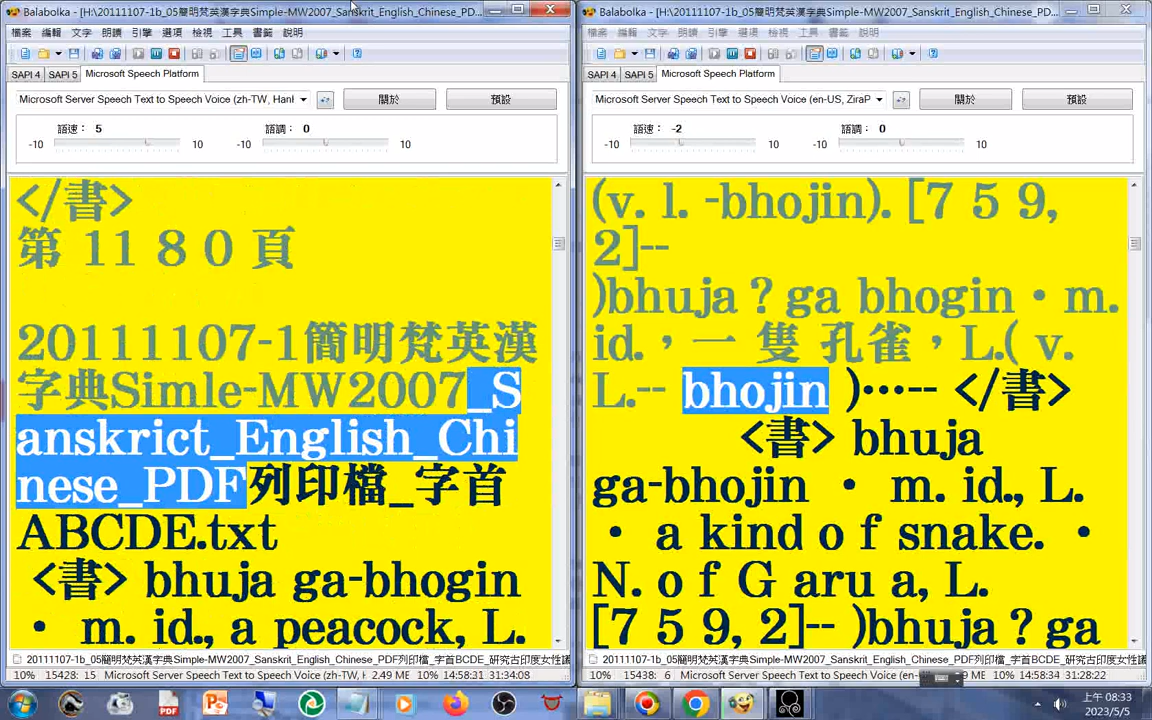 Balabolka - [H:\20111107-1b_05簡明梵英漢字典Simple-MW2007_Sanskrit_English_Chinese_PD...
檔案 編輯 文字 朗讀 引擎 選項 檢視 工具 書籤 說明
SAPI 4 SAPI 5 Microsoft Speech Platform
Microsoft Server Speech Text to Speech Voice (zh-TW, HanI
關於 預設
語速： 5 語調： 0
-10 10 -10 10
</書>
第 11 8 0 頁
20111107-1簡明梵英漢
字典Simle-MW2007_S
anskrict_English_Chi
nese_PDF列印檔_字首
ABCDE.txt
<書> bhuja ga-bhogin
• m. id., a peacock, L.
20111107-1b_05簡明梵英漢字典Simple-MW2007_Sanskrit_English_Chinese_PDF列印檔_字首BCDE_研究古印度女性議
10% 15428: 15 Microsoft Server Speech Text to Speech Voice (zh-TW, H 2.49 ME 10% 14:58:31 31:34:08
Balabolka - [H:\20111107-1b_05簡明梵英漢字典Simple-MW2007_Sanskrit_English_Chinese_PD...
檔案 編輯 文字 朗讀 引擎 選項 檢視 工具 書籤 說明
SAPI 4 SAPI 5 Microsoft Speech Platform
Microsoft Server Speech Text to Speech Voice (en-US, ZiraP
關於 預設
語速： -2 語調： 0
-10 10 -10 10
(v. l. -bhojin). [7 5 9,
2]--
)bhuja ? ga bhogin • m.
id.，一 隻 孔雀，L.( v.
L.-- bhojin )…-- </書>
<書> bhuja
ga-bhojin • m. id., L.
• a kind o f snake. •
N. o f G aru a, L.
[7 5 9, 2]-- )bhuja ? ga
20111107-1b_05簡明梵英漢字典Simple-MW2007_Sanskrit_English_Chinese_PDF列印檔_字首BCDE_研究古印度女性議
10% 15438: 6 Microsoft Server Speech Text to Speech Voice (en-U 10% 14:58:34 31:28:22
上午 08:33
2023/5/5